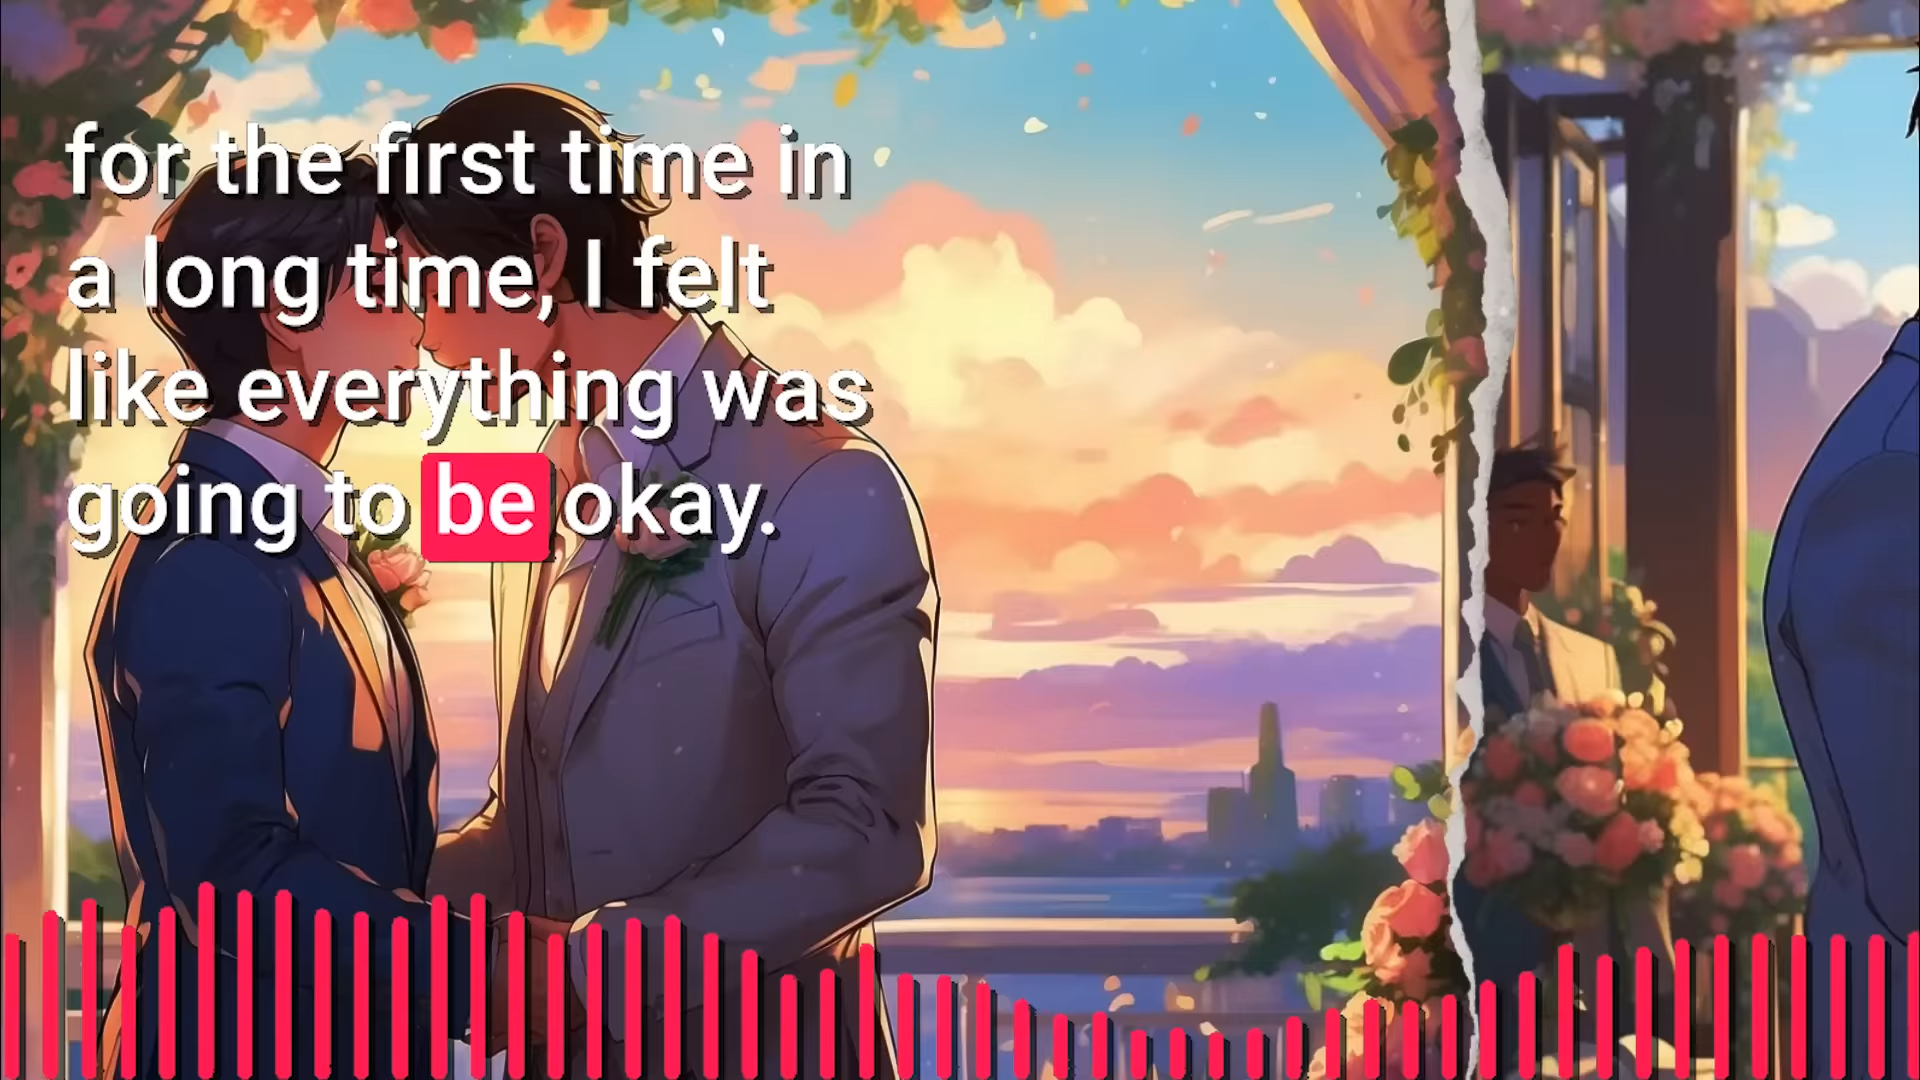 for the first time in
a long time, I felt
like everything was
going to be okay.